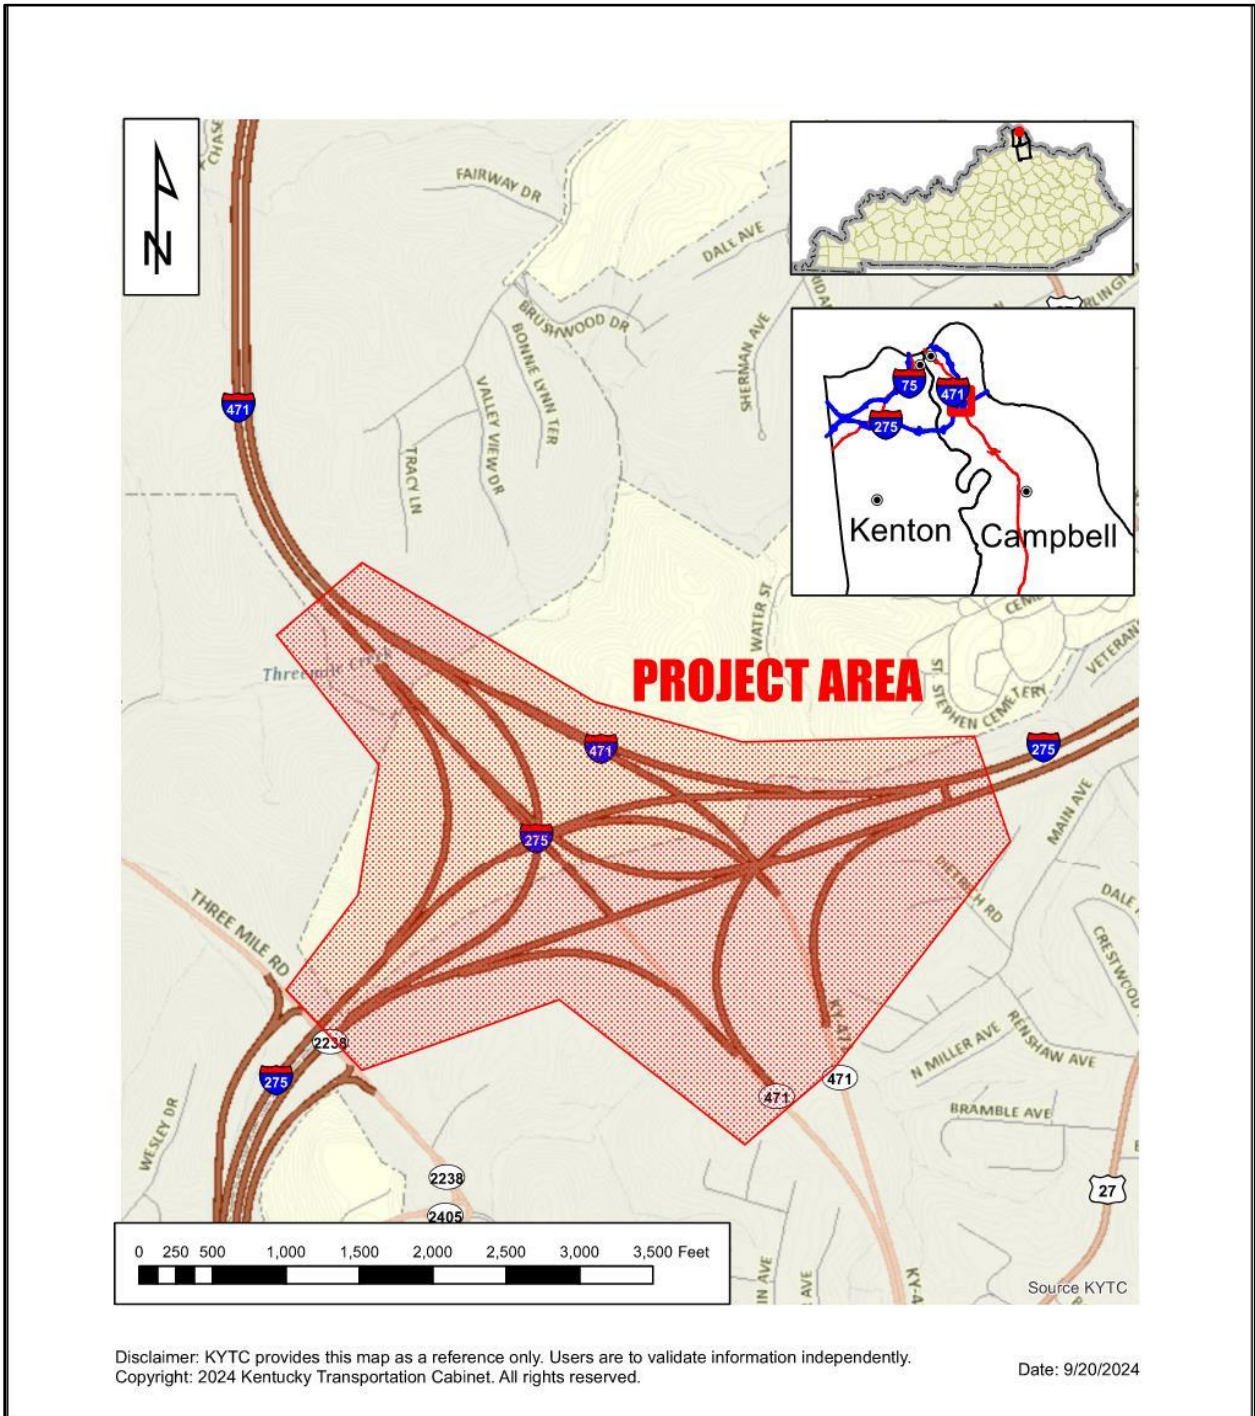 N
CHASE
FAIRWAY DR
DALE AVE
BRUSHWOOD DR
BONNIE LYNN TER
SHERMAN AVE
VALLEY VIEW DR
TRACY LN
471
75
471
275
Kenton
Campbell
WATER ST
Threemile Creek
PROJECT AREA
ST. STEPHEN CEMETERY
VETERAN
471
275
275
MAIN AVE
DIETRICH RD
DALE
CRESTWOOD
THREE MILE RD
KY-471
RENSHAW AVE
N MILLER AVE
2238
275
471
471
BRAMBLE AVE
WESLEY DR
2238
27
2405
0 250 500 1,000 1,500 2,000 2,500 3,000 3,500 Feet
IN AVE
AVE
KY-4
Source KYTC
Disclaimer: KYTC provides this map as a reference only. Users are to validate information independently.
Copyright: 2024 Kentucky Transportation Cabinet. All rights reserved.
Date: 9/20/2024